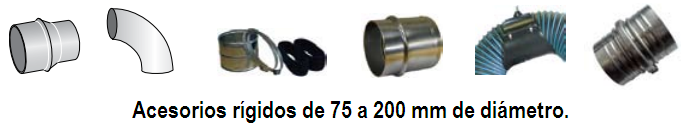 Acesorios rígidos de 75 a 200 mm de diámetro.